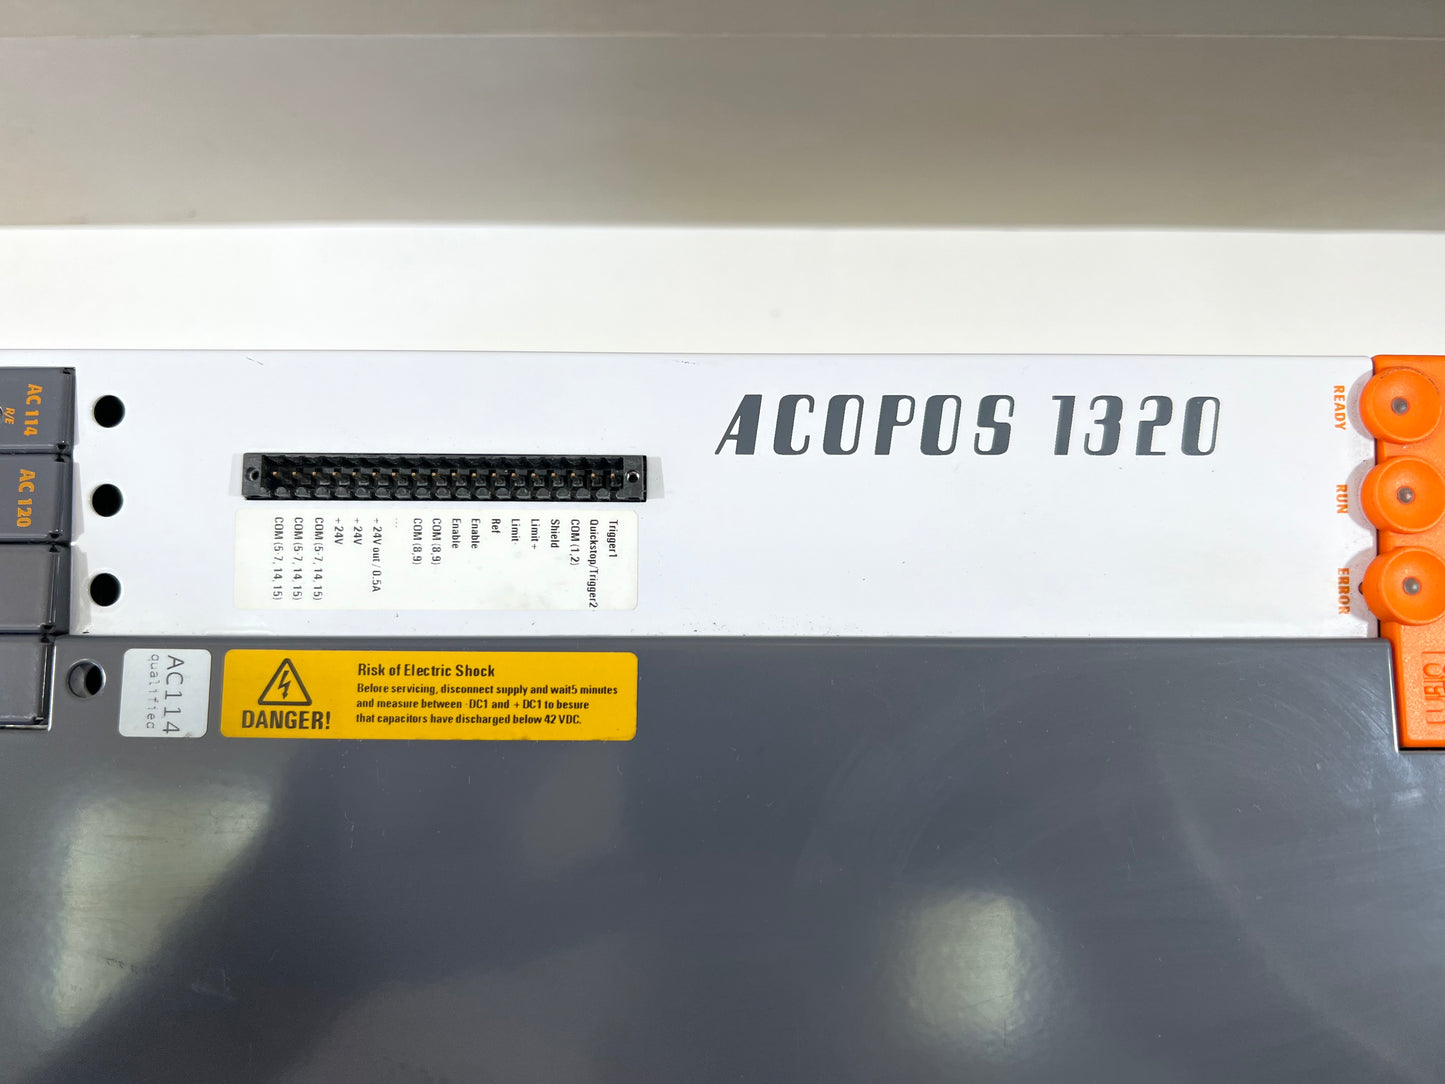 ACOPOS 1320
READY
RUN
ERROR
AC 114
R/E
AC 120
Trigger1
Quickstop/Trigger2
COM (1,2)
Shield
Limit+
Limit-
Ref
Enable
Enable
COM (8,9)
COM (8,9)
...
+24V out / 0.5A
+24V
+24V
COM (5-7, 14, 15)
COM (5-7, 14, 15)
COM (5-7, 14, 15)
AC114
qualified
DANGER!
Risk of Electric Shock
Before servicing, disconnect supply and wait5 minutes
and measure between -DC1 and +DC1 to besure
that capacitors have discharged below 42 VDC.